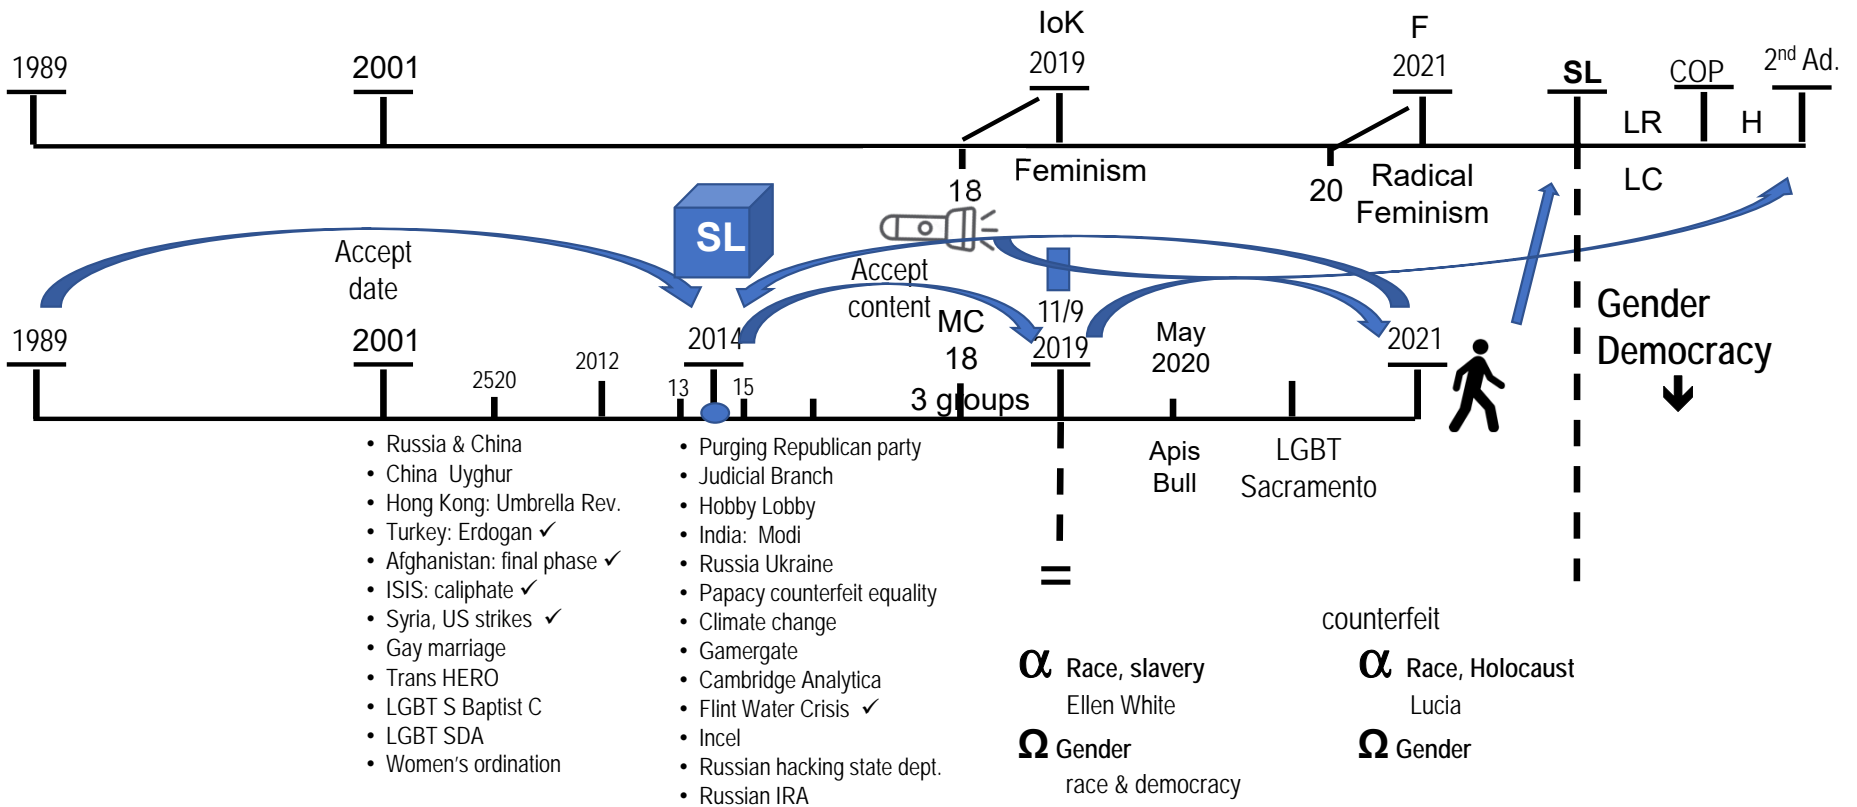 IoK
F
1989
2001
2019
2021
SL
COP
2nd Ad.
LR
H
18
Feminism
20
Radical
Feminism
LC
SL
Accept
date
Accept
content
MC
18
3 groups
11/9
1989
2001
2520
2012
13
2014
15
2019
May
2020
2021
Gender
Democracy
Apis
Bull
LGBT
Sacramento
• Russia & China
• China Uyghur
• Hong Kong: Umbrella Rev.
• Turkey: Erdogan ✓
• Afghanistan: final phase ✓
• ISIS: caliphate ✓
• Syria, US strikes ✓
• Gay marriage
• Trans HERO
• LGBT S Baptist C
• LGBT SDA
• Women's ordination
• Purging Republican party
• Judicial Branch
• Hobby Lobby
• India: Modi
• Russia Ukraine
• Papacy counterfeit equality
• Climate change
• Gamergate
• Cambridge Analytica
• Flint Water Crisis ✓
• Incel
• Russian hacking state dept.
• Russian IRA
=
α Race, slavery
Ellen White
Ω Gender
race & democracy
counterfeit
α Race, Holocaust
Lucia
Ω Gender